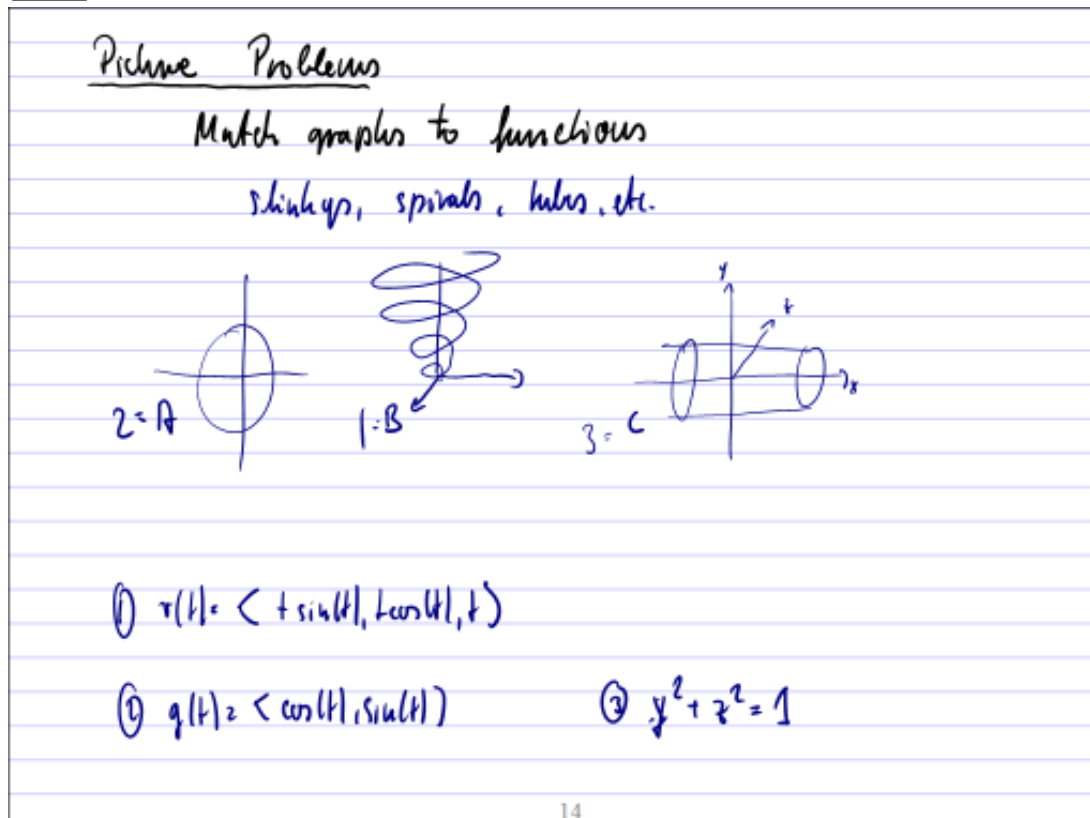 Picture Problems
Match graphs to functions
slinkys, spirals, tubes, etc.
y
t
x
2 = A
1 = B
3 = C
① r(t) = < t sin(t), t cos(t), t >
② g(t) = < cos(t), sin(t) >
③ y² + z² = 1
14